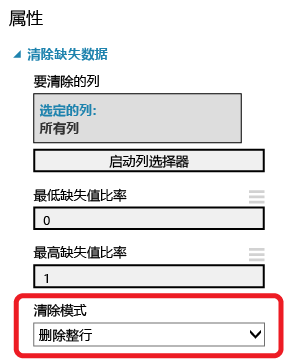 属性
清除缺失数据
要清除的列
选定的列:
所有列
启动列选择器
最低缺失值比率
0
最高缺失值比率
1
清除模式
删除整行